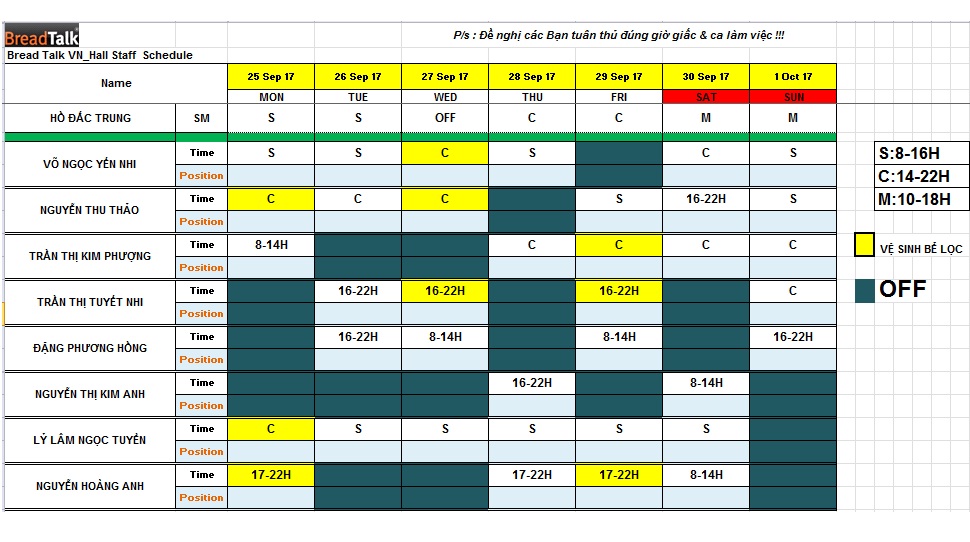 BreadTalk
P/s : Đề nghị các Bạn tuân thủ đúng giờ giấc & ca làm việc !!!
Bread Talk VN_Hall Staff Schedule
Name 25 Sep 17 26 Sep 17 27 Sep 17 28 Sep 17 29 Sep 17 30 Sep 17 1 Oct 17
MON TUE WED THU FRI SAT SUN
HỒ ĐẮC TRUNG SM S S OFF C C M M
VÕ NGỌC YẾN NHI Time S S C S C S
Position
NGUYỄN THU THẢO Time C C C S 16-22H S
Position
TRẦN THỊ KIM PHƯỢNG Time 8-14H C C C C
Position
TRẦN THỊ TUYẾT NHI Time 16-22H 16-22H 16-22H C
Position
ĐẶNG PHƯƠNG HỒNG Time 16-22H 8-14H 8-14H 16-22H
Position
NGUYỄN THỊ KIM ANH Time 16-22H 8-14H
Position
LÝ LÂM NGỌC TUYỀN Time C S S S S S
Position
NGUYỄN HOÀNG ANH Time 17-22H 17-22H 17-22H 8-14H
Position
S:8-16H
C:14-22H
M:10-18H
VỆ SINH BỂ LỌC
OFF